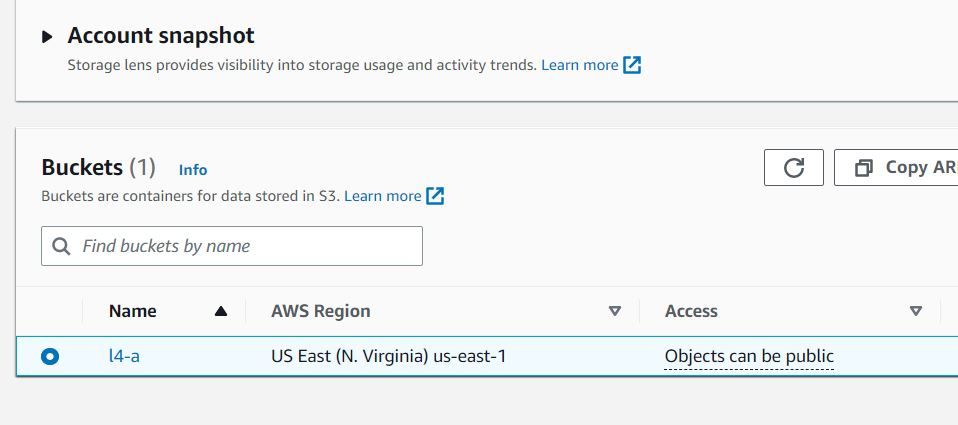 Account snapshot
Storage lens provides visibility into storage usage and activity trends. Learn more
Buckets (1) Info
Copy AR
Buckets are containers for data stored in S3. Learn more
Find buckets by name
Name AWS Region Access
l4-a US East (N. Virginia) us-east-1 Objects can be public